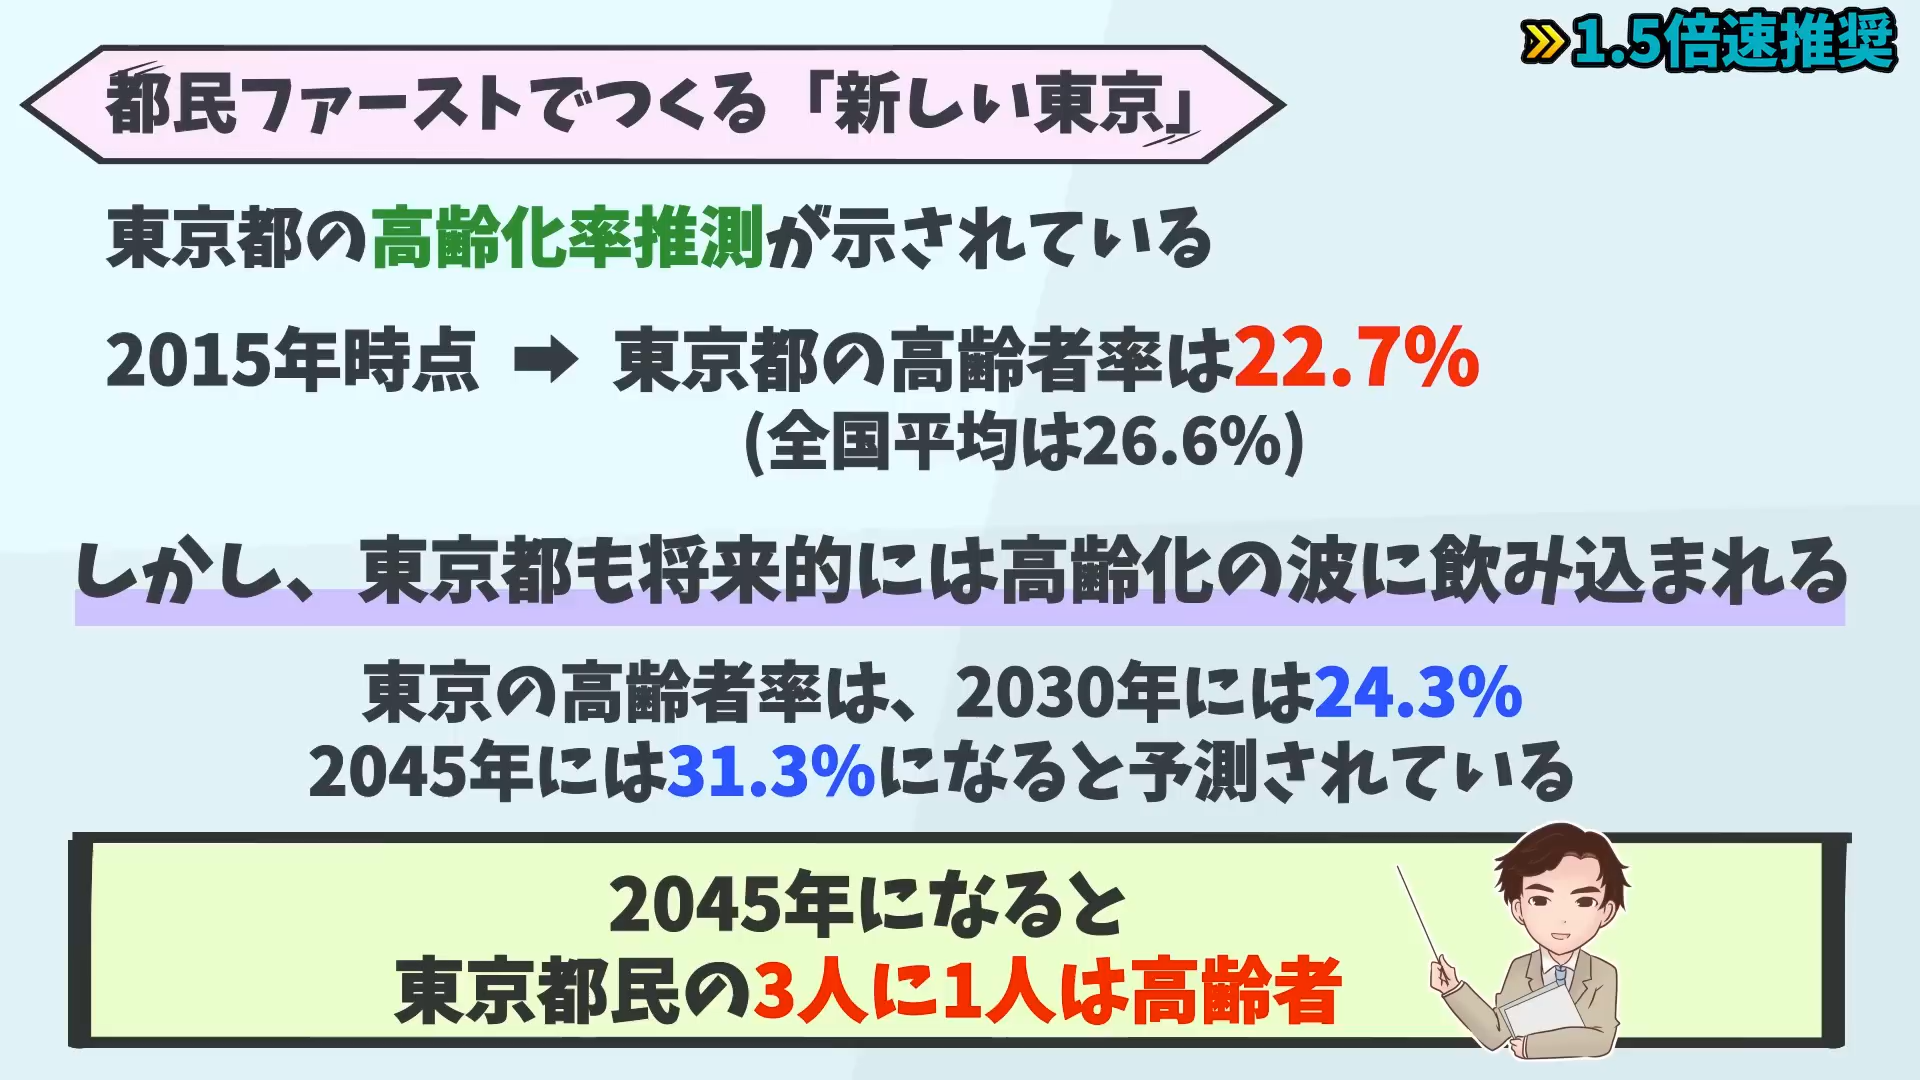 1.5倍速推奨
都民ファーストでつくる「新しい東京」
東京都の高齢化率推測が示されている
2015年時点 ➡ 東京都の高齢者率は22.7%
(全国平均は26.6%)
しかし、東京都も将来的には高齢化の波に飲み込まれる
東京の高齢者率は、2030年には24.3%
2045年には31.3%になると予測されている
2045年になると
東京都民の3人に1人は高齢者